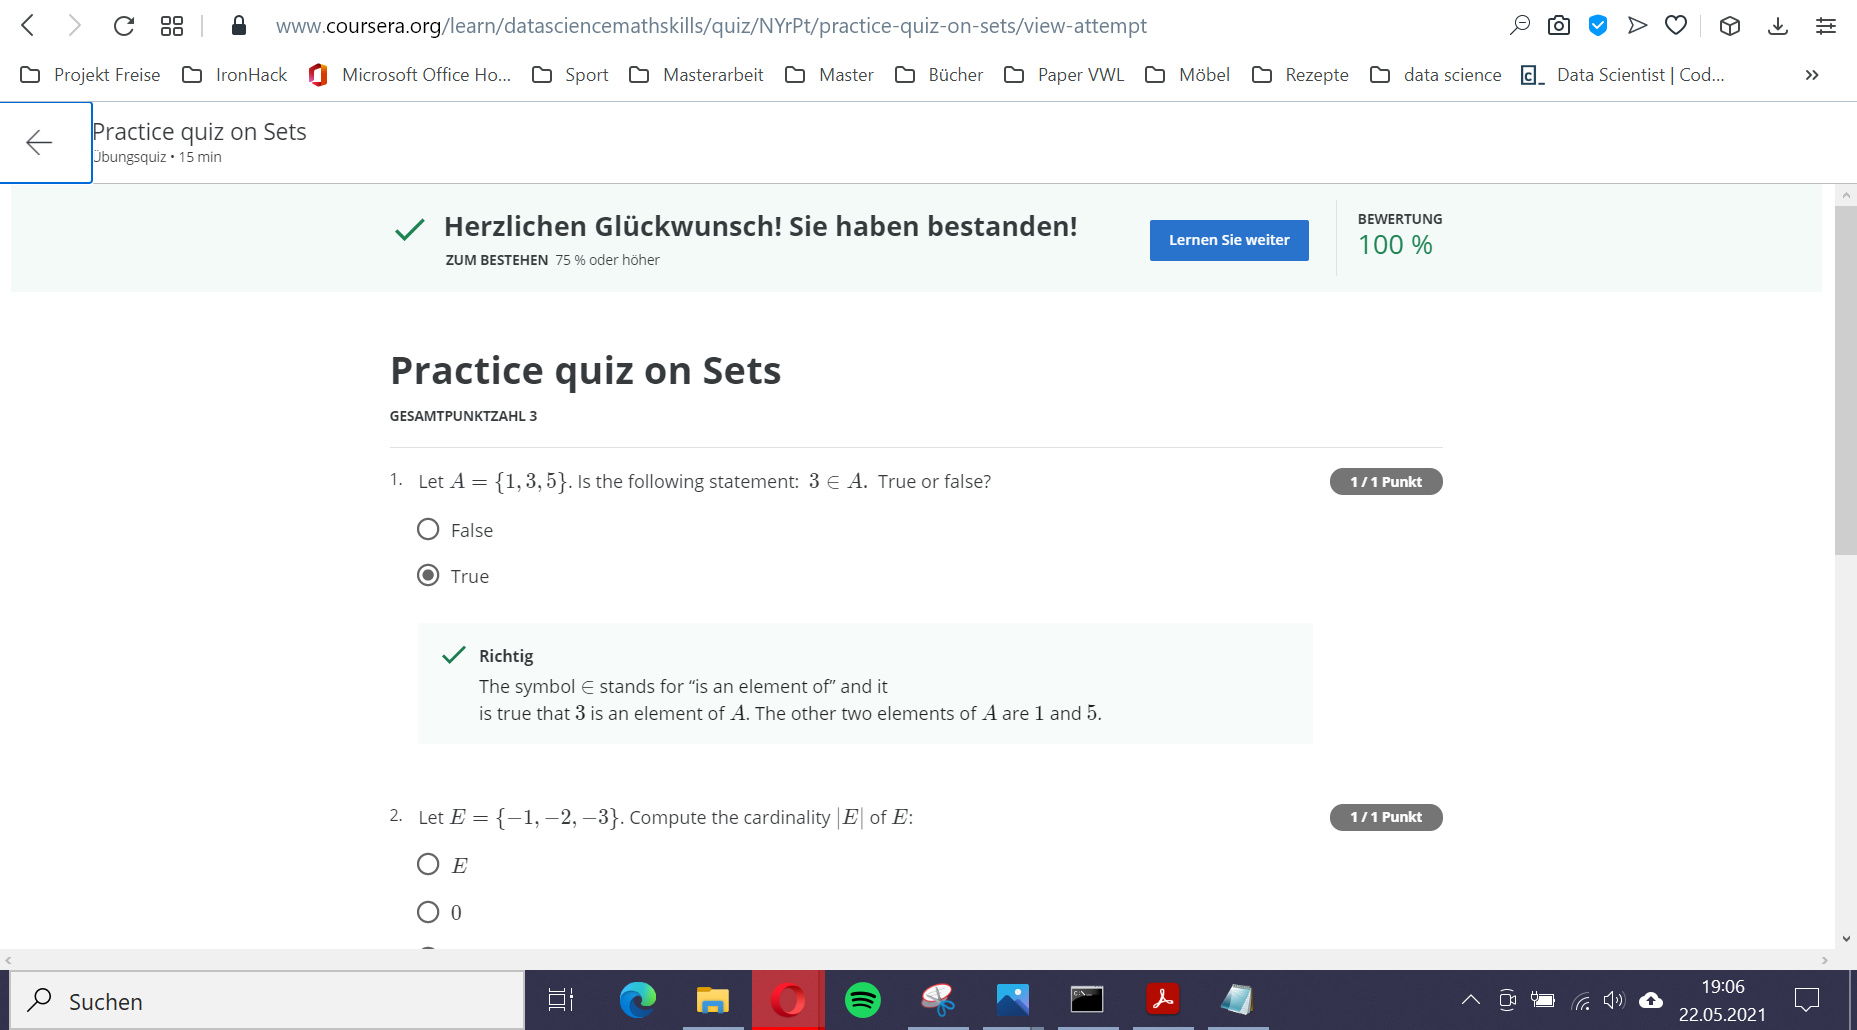 www.coursera.org/learn/datasciencemathskills/quiz/NYrPt/practice-quiz-on-sets/view-attempt
Projekt Freise IronHack Microsoft Office Ho... Sport Masterarbeit Master Bücher Paper VWL Möbel Rezepte data science Data Scientist | Cod... »
Practice quiz on Sets
Übungsquiz • 15 min
Herzlichen Glückwunsch! Sie haben bestanden!
ZUM BESTEHEN 75 % oder höher
Lernen Sie weiter
BEWERTUNG
100 %
Practice quiz on Sets
GESAMTPUNKTZAHL 3
1. Let A = {1, 3, 5}. Is the following statement: 3 ∈ A. True or false?
1 / 1 Punkt
False
True
Richtig
The symbol ∈ stands for “is an element of” and it
is true that 3 is an element of A. The other two elements of A are 1 and 5.
2. Let E = {−1, −2, −3}. Compute the cardinality |E| of E:
1 / 1 Punkt
E
0
Suchen
19:06
22.05.2021